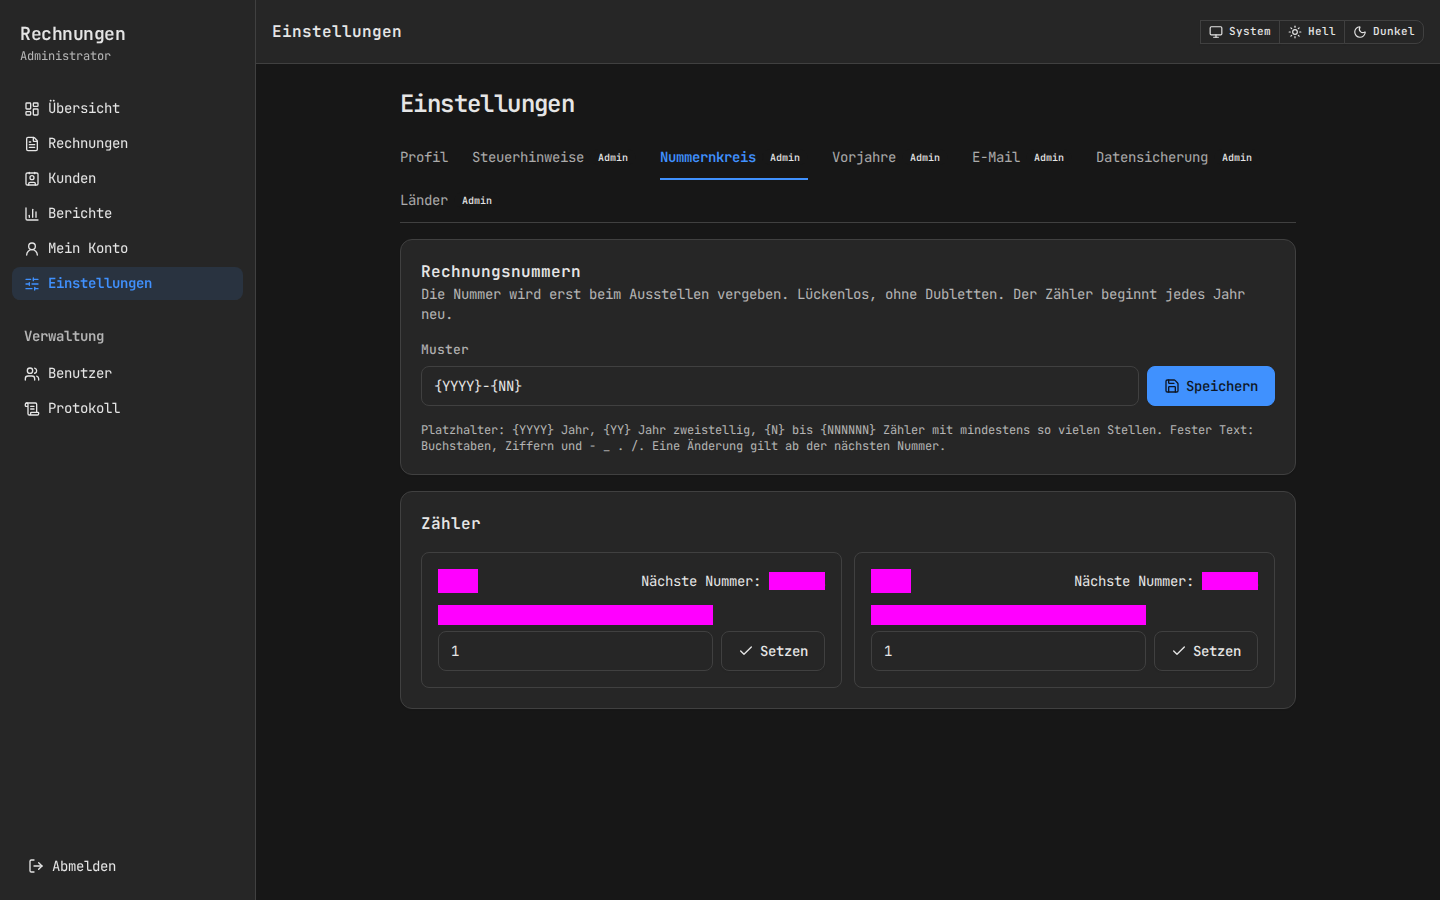 Rechnungen
Administrator
Übersicht
Rechnungen
Kunden
Berichte
Mein Konto
Einstellungen
Verwaltung
Benutzer
Protokoll
Abmelden
Einstellungen
System Hell Dunkel
Einstellungen
Profil Steuerhinweise Admin Nummernkreis Admin Vorjahre Admin E-Mail Admin Datensicherung Admin
Länder Admin
Rechnungsnummern
Die Nummer wird erst beim Ausstellen vergeben. Lückenlos, ohne Dubletten. Der Zähler beginnt jedes Jahr
neu.
Muster
{YYYY}-{NN} Speichern
Platzhalter: {YYYY} Jahr, {YY} Jahr zweistellig, {N} bis {NNNNNN} Zähler mit mindestens so vielen Stellen. Fester Text:
Buchstaben, Ziffern und - _ . /. Eine Änderung gilt ab der nächsten Nummer.
Zähler
Nächste Nummer:
1 Setzen
Nächste Nummer:
1 Setzen